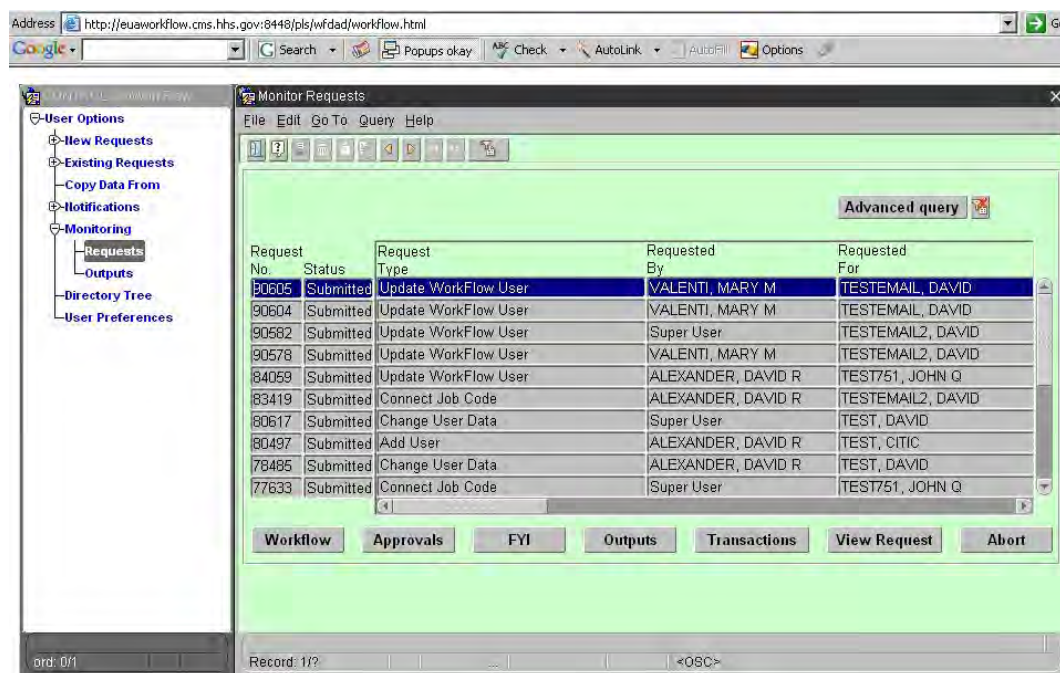 Address http://euaworkflow.cms.hhs.gov:8448/pls/wfdad/workflow.html
Google Search Popups okay ABC Check AutoLink AutoFill Options
Monitor Requests
File Edit Go To Query Help
User Options
New Requests
Existing Requests
Copy Data From
Notifications
Monitoring
Requests
Outputs
Directory Tree
User Preferences
Advanced query
Request No. Status Request Type Requested By Requested For
90605 Submitted Update WorkFlow User VALENTI, MARY M TESTEMAIL, DAVID
90604 Submitted Update WorkFlow User VALENTI, MARY M TESTEMAIL, DAVID
90582 Submitted Update WorkFlow User Super User TESTEMAIL2, DAVID
90578 Submitted Update WorkFlow User VALENTI, MARY M TESTEMAIL2, DAVID
84059 Submitted Update WorkFlow User ALEXANDER, DAVID R TEST751, JOHN Q
83419 Submitted Connect Job Code ALEXANDER, DAVID R TESTEMAIL2, DAVID
80617 Submitted Change User Data Super User TEST, DAVID
80497 Submitted Add User ALEXANDER, DAVID R TEST, CITIC
78485 Submitted Change User Data ALEXANDER, DAVID R TEST, DAVID
77633 Submitted Connect Job Code Super User TEST751, JOHN Q
Workflow Approvals FYI Outputs Transactions View Request Abort
ord: 0/1 Record: 1/? <OSC>